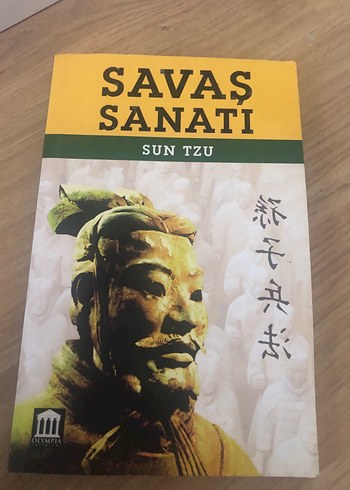 SAVAŞ
SANATİ
SUN TZU
孫子兵法
OLYMPIA